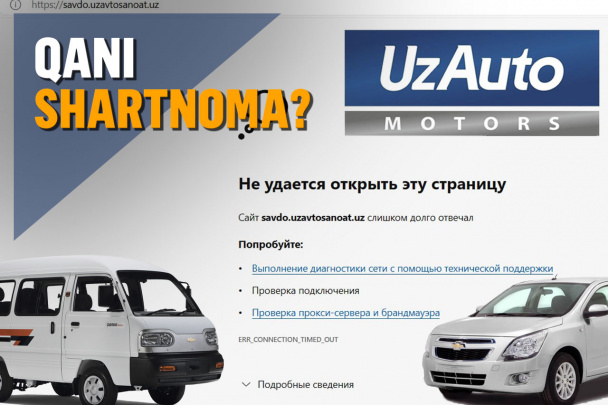 https://savdo.uzavtosanoat.uz
QANI
SHARTNOMA?
UzAuto
MOTORS
Не удается открыть эту страницу
Сайт savdo.uzavtosanoat.uz слишком долго отвечал
Попробуйте:
• Выполнение диагностики сети с помощью технической поддержки
• Проверка подключения
• Проверка прокси-сервера и брандмауэра
ERR_CONNECTION_TIMED_OUT
Подробные сведения